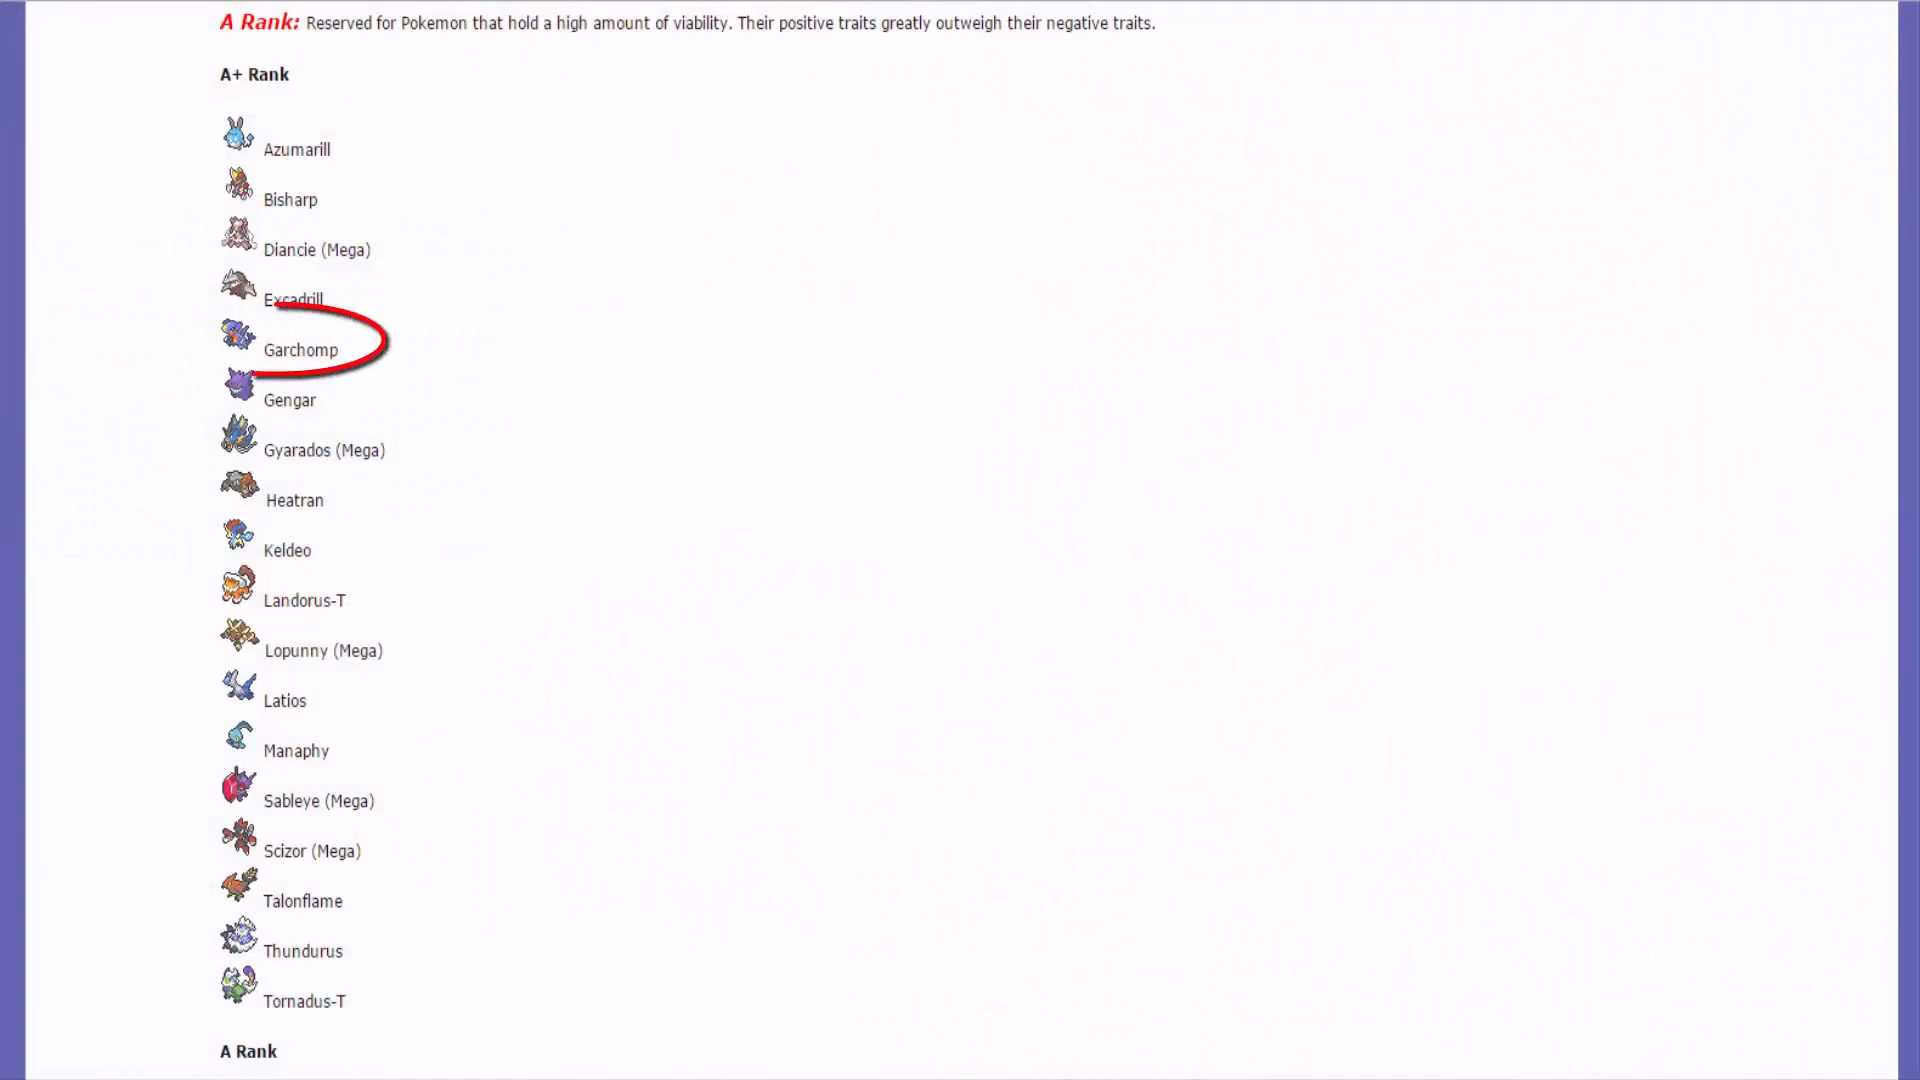 A Rank: Reserved for Pokemon that hold a high amount of viability. Their positive traits greatly outweigh their negative traits.
A+ Rank
Azumarill
Bisharp
Diancie (Mega)
Excadrill
Garchomp
Gengar
Gyarados (Mega)
Heatran
Keldeo
Landorus-T
Lopunny (Mega)
Latios
Manaphy
Sableye (Mega)
Scizor (Mega)
Talonflame
Thundurus
Tornadus-T
A Rank